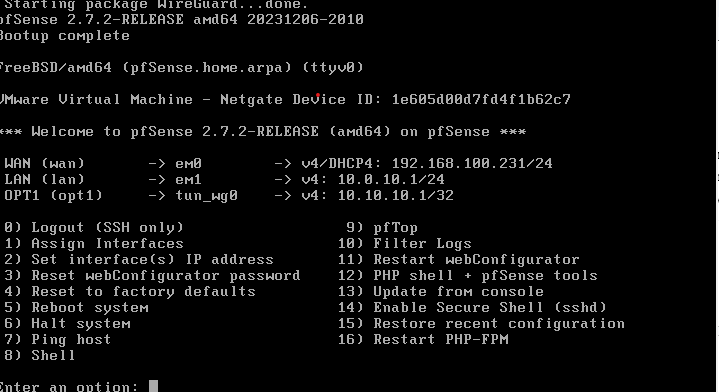 Starting package WireGuard...done.
pfSense 2.7.2-RELEASE amd64 20231206-2010
Bootup complete
FreeBSD/amd64 (pfSense.home.arpa) (ttyv0)
VMware Virtual Machine - Netgate Device ID: 1e605d00d7fd4f1b62c7
*** Welcome to pfSense 2.7.2-RELEASE (amd64) on pfSense ***
WAN (wan) -> em0 -> v4/DHCP4: 192.168.100.231/24
LAN (lan) -> em1 -> v4: 10.0.10.1/24
OPT1 (opt1) -> tun_wg0 -> v4: 10.10.10.1/32
0) Logout (SSH only) 9) pfTop
1) Assign Interfaces 10) Filter Logs
2) Set interface(s) IP address 11) Restart webConfigurator
3) Reset webConfigurator password 12) PHP shell + pfSense tools
4) Reset to factory defaults 13) Update from console
5) Reboot system 14) Enable Secure Shell (sshd)
6) Halt system 15) Restore recent configuration
7) Ping host 16) Restart PHP-FPM
8) Shell
Enter an option: